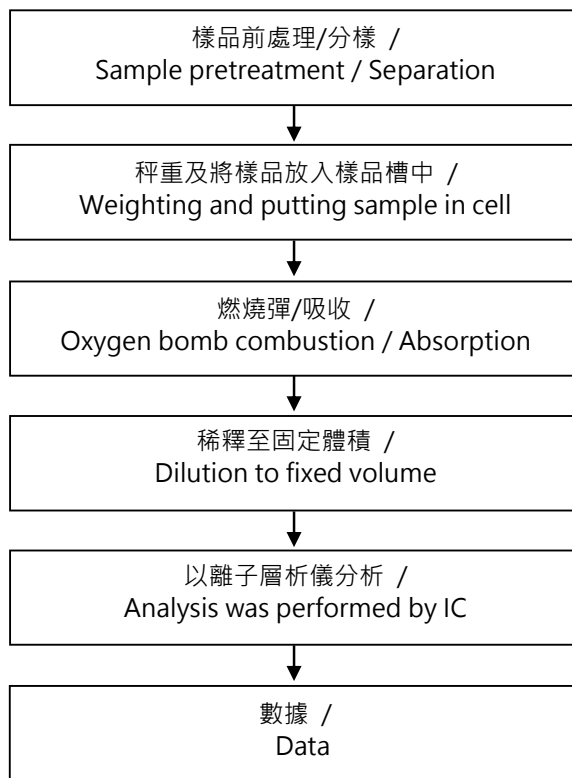 樣品前處理/分樣 /
Sample pretreatment / Separation
秤重及將樣品放入樣品槽中 /
Weighting and putting sample in cell
燃燒彈/吸收 /
Oxygen bomb combustion / Absorption
稀釋至固定體積 /
Dilution to fixed volume
以離子層析儀分析 /
Analysis was performed by IC
數據 /
Data